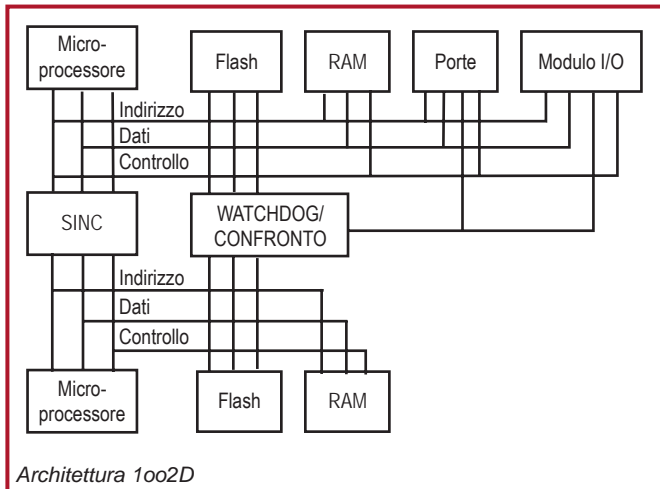 Micro-
processore
Flash
RAM
Porte
Modulo I/O
Indirizzo
Dati
Controllo
SINC
WATCHDOG/
CONFRONTO
Indirizzo
Dati
Controllo
Micro-
processore
Flash
RAM
Architettura 1oo2D